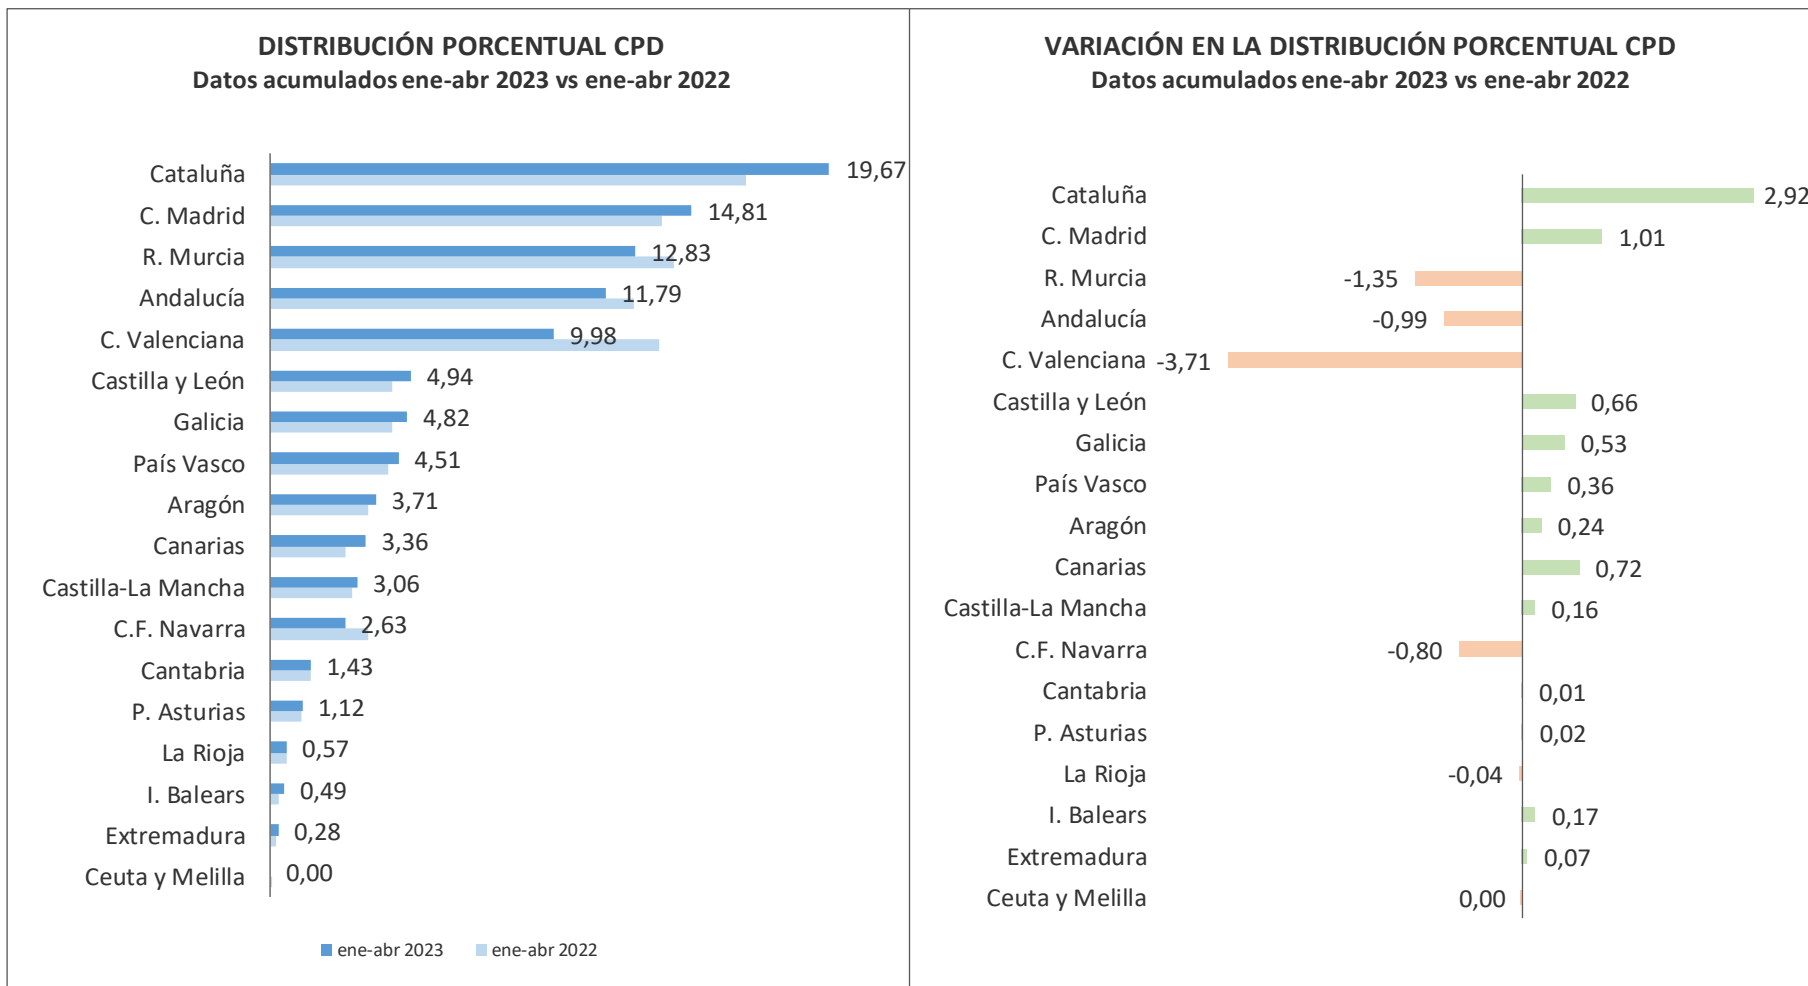 DISTRIBUCIÓN PORCENTUAL CPD
Datos acumulados ene-abr 2023 vs ene-abr 2022
Cataluña 19,67
C. Madrid 14,81
R. Murcia 12,83
Andalucía 11,79
C. Valenciana 9,98
Castilla y León 4,94
Galicia 4,82
País Vasco 4,51
Aragón 3,71
Canarias 3,36
Castilla-La Mancha 3,06
C.F. Navarra 2,63
Cantabria 1,43
P. Asturias 1,12
La Rioja 0,57
I. Balears 0,49
Extremadura 0,28
Ceuta y Melilla 0,00
ene-abr 2023 ene-abr 2022
VARIACIÓN EN LA DISTRIBUCIÓN PORCENTUAL CPD
Datos acumulados ene-abr 2023 vs ene-abr 2022
Cataluña 2,92
C. Madrid 1,01
R. Murcia -1,35
Andalucía -0,99
C. Valenciana -3,71
Castilla y León 0,66
Galicia 0,53
País Vasco 0,36
Aragón 0,24
Canarias 0,72
Castilla-La Mancha 0,16
C.F. Navarra -0,80
Cantabria 0,01
P. Asturias 0,02
La Rioja -0,04
I. Balears 0,17
Extremadura 0,07
Ceuta y Melilla 0,00